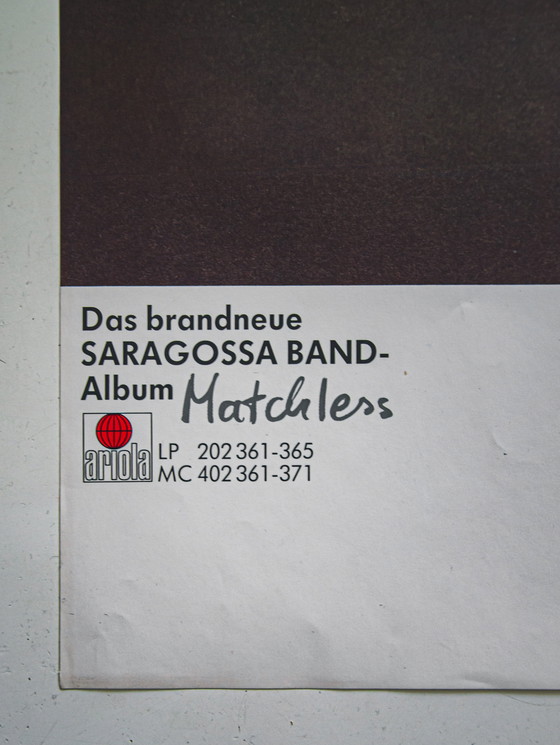 Das brandneue
SARAGOSSA BAND-
Album Matchless
ariola
LP 202 361-365
MC 402 361-371